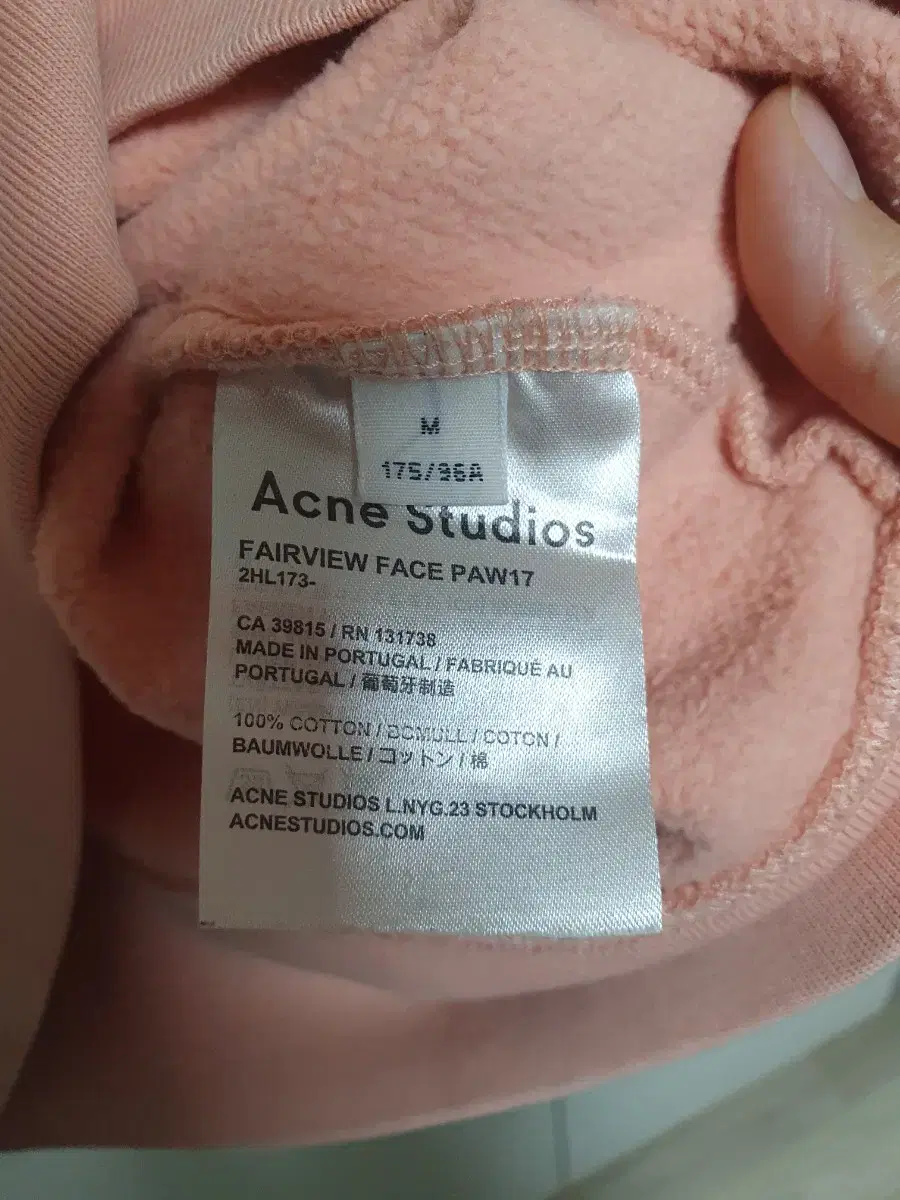 M
175/96A
Acne Studios
FAIRVIEW FACE PAW17
2HL173-
CA 39815 / RN 131738
MADE IN PORTUGAL / FABRIQUÉ AU
PORTUGAL / 葡萄牙制造
100% COTTON / BOMULL / COTON /
BAUMWOLLE / コットン / 棉
ACNE STUDIOS L.NYG.23 STOCKHOLM
ACNESTUDIOS.COM